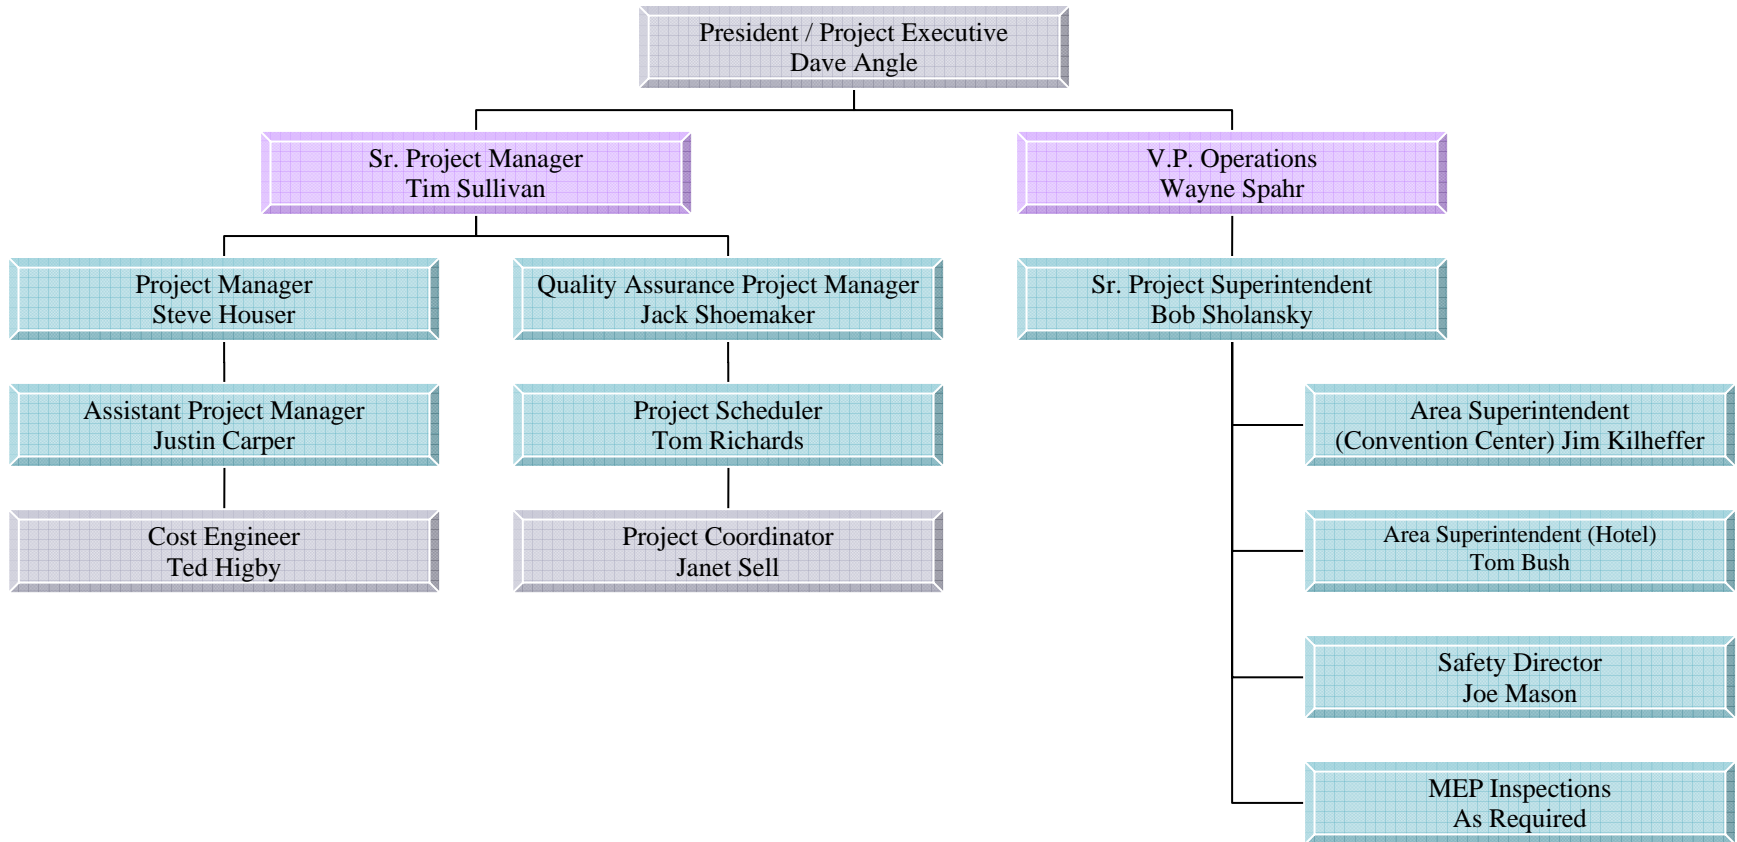 President / Project Executive
Dave Angle
Sr. Project Manager
Tim Sullivan
V.P. Operations
Wayne Spahr
Project Manager
Steve Houser
Quality Assurance Project Manager
Jack Shoemaker
Sr. Project Superintendent
Bob Sholansky
Assistant Project Manager
Justin Carper
Project Scheduler
Tom Richards
Area Superintendent
(Convention Center) Jim Kilheffer
Cost Engineer
Ted Higby
Project Coordinator
Janet Sell
Area Superintendent (Hotel)
Tom Bush
Safety Director
Joe Mason
MEP Inspections
As Required